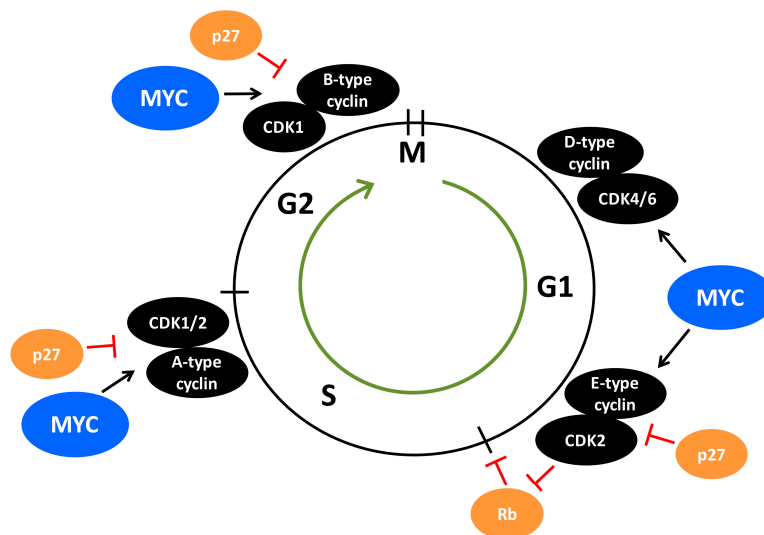 p27
MYC
B-type
cyclin
CDK1
M
D-type
cyclin
CDK4/6
G2
G1
MYC
CDK1/2
A-type
cyclin
p27
MYC
S
E-type
cyclin
CDK2
p27
Rb